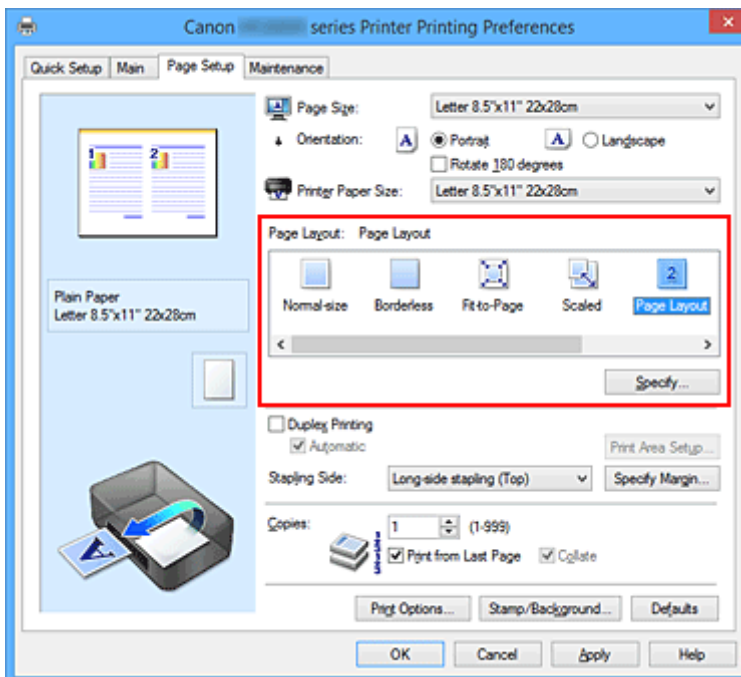 Canon series Printer Printing Preferences
Quick Setup Main Page Setup Maintenance
Page Size: Letter 8.5"x11" 22x28cm
Orientation: A Portrait A Landscape
Rotate 180 degrees
Printer Paper Size: Letter 8.5"x11" 22x28cm
1 2
Page Layout: Page Layout
2
Normal-size Borderless Fit-to-Page Scaled Page Layout
Plain Paper
Letter 8.5"x11" 22x28cm
Specify...
Duplex Printing
Automatic
Print Area Setup...
Stapling Side: Long-side stapling (Top) Specify Margin...
Copies: 1 (1-999)
Print from Last Page Collate
A
Print Options... Stamp/Background... Defaults
OK Cancel Apply Help